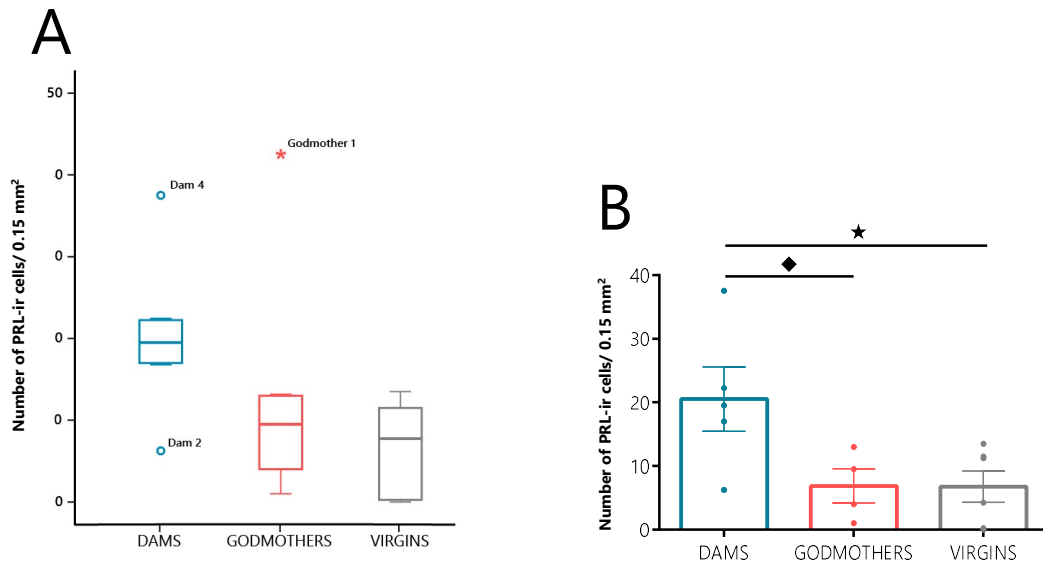 A
Number of PRL-ir cells/ 0.15 mm²
50
0
0
0
0
0
Godmother 1
Dam 4
Dam 2
DAMS GODMOTHERS VIRGINS
B
Number of PRL-ir cells/ 0.15 mm²
40
30
20
10
0
DAMS GODMOTHERS VIRGINS